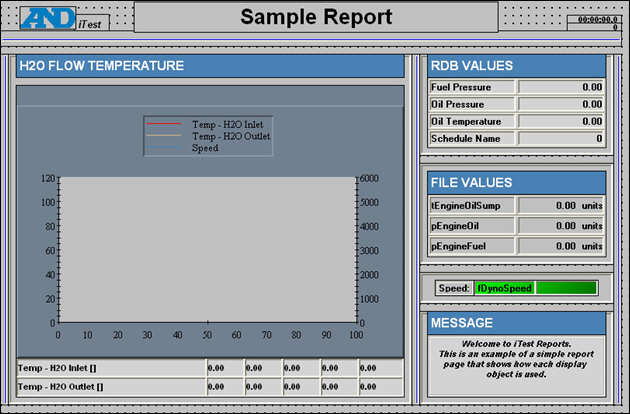 AND iTest
Sample Report
00:00:00.0
0
H2O FLOW TEMPERATURE
Temp - H2O Inlet
Temp - H2O Outlet
Speed
120 6000
100 5000
80 4000
60 3000
40 2000
20 1000
0 0
0 10 20 30 40 50 60 70 80 90 100
Temp - H2O Inlet [] 0.00 0.00 0.00 0.00 0.00
Temp - H2O Outlet [] 0.00 0.00 0.00 0.00 0.00
RDB VALUES
Fuel Pressure 0.00
Oil Pressure 0.00
Oil Temperature 0.00
Schedule Name 0
FILE VALUES
tEngineOilSump 0.00 units
pEngineOil 0.00 units
pEngineFuel 0.00 units
Speed: fDynoSpeed
MESSAGE
Welcome to iTest Reports.
This is an example of a simple report
page that shows how each display
object is used.